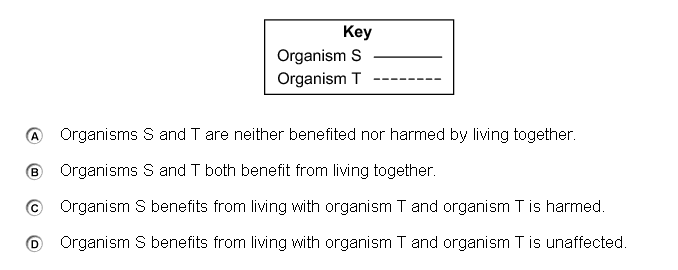 Key
Organism S
Organism T
A Organisms S and T are neither benefited nor harmed by living together.
B Organisms S and T both benefit from living together.
C Organism S benefits from living with organism T and organism T is harmed.
D Organism S benefits from living with organism T and organism T is unaffected.